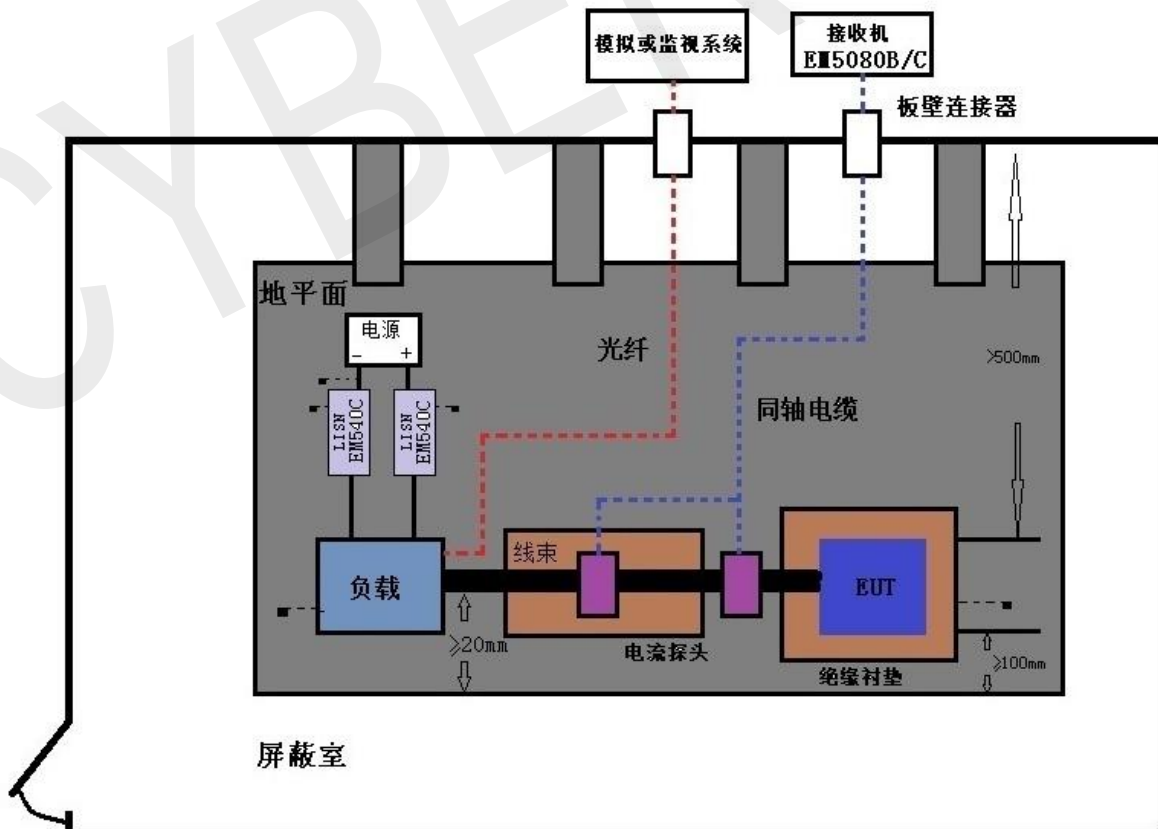 CYBER
模拟或监视系统
接收机
EM5080B/C
板壁连接器
地平面
电源
- +
光纤
>500mm
同轴电缆
LISN
EM540C
LISN
EM540C
线束
负载
EUT
≥20mm
电流探头
≥100mm
绝缘衬垫
屏蔽室